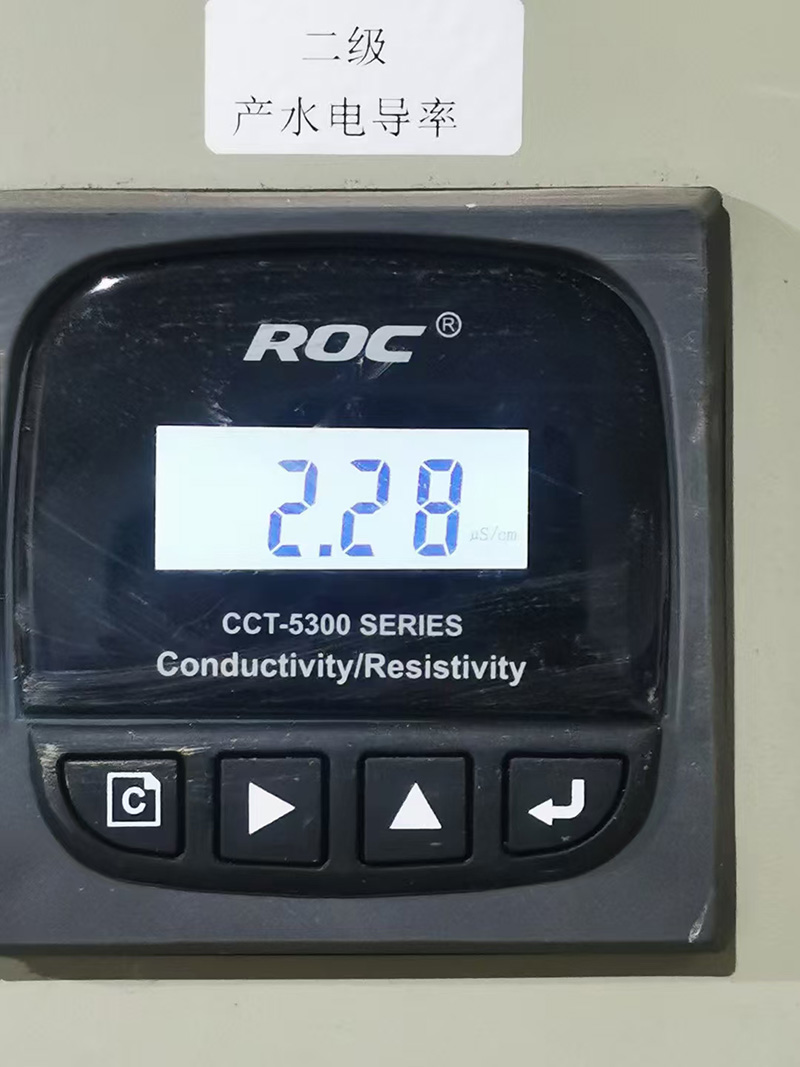 二级
产水电导率
ROC®
2.28 µS/cm
CCT-5300 SERIES
Conductivity/Resistivity
C